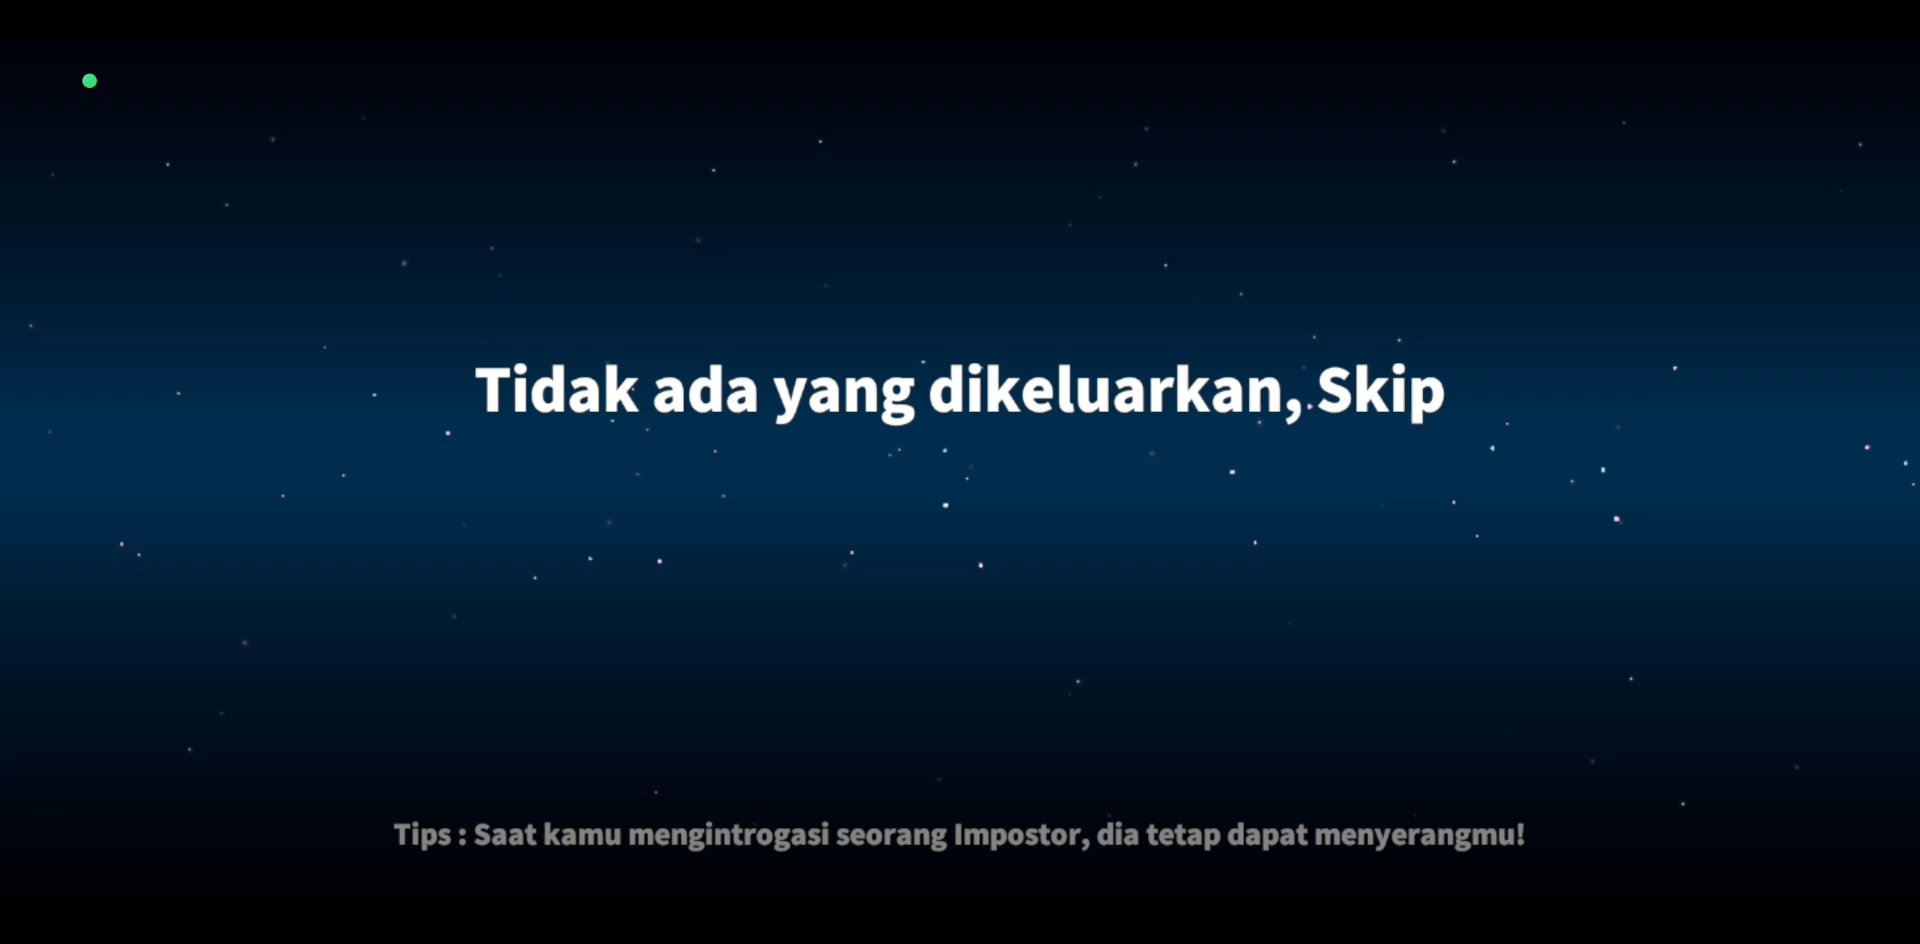 Tidak ada yang dikeluarkan, Skip
Tips : Saat kamu mengintrogasi seorang Impostor, dia tetap dapat menyerangmu!